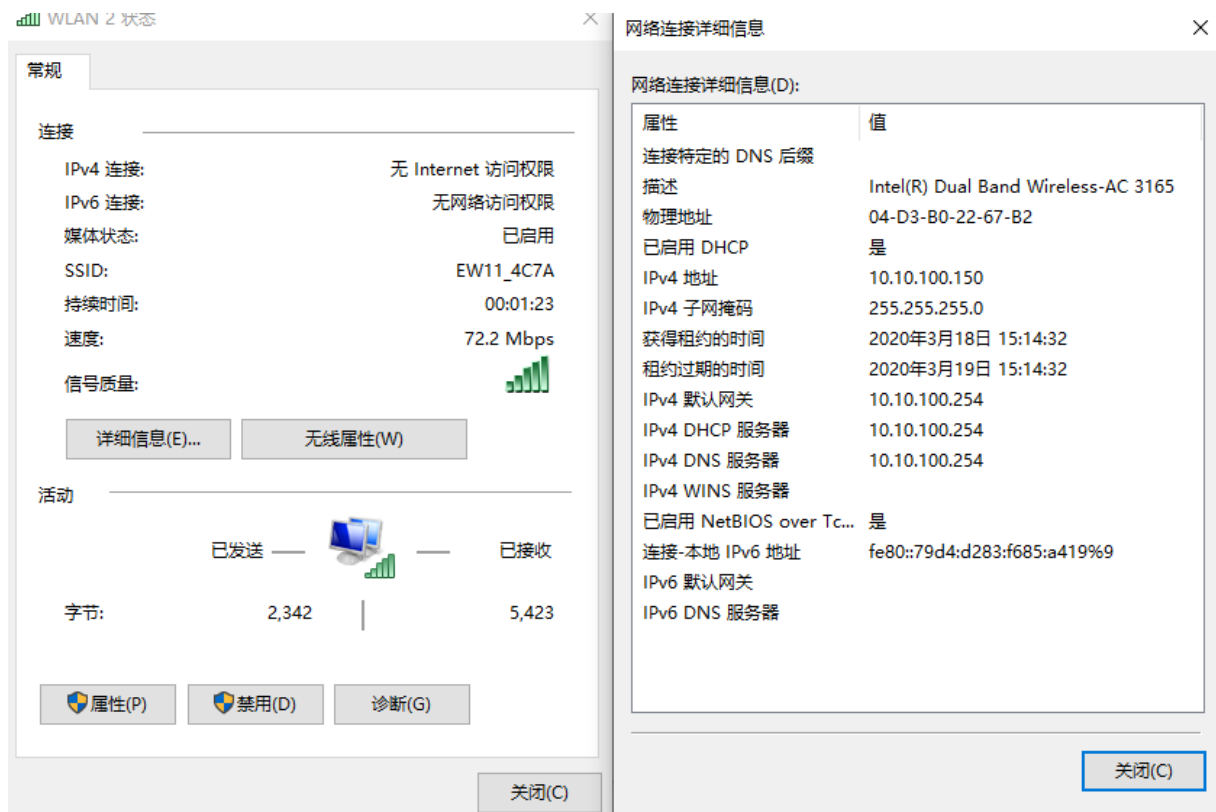 WLAN 2 状态
常规
连接
IPv4 连接: 无 Internet 访问权限
IPv6 连接: 无网络访问权限
媒体状态: 已启用
SSID: EW11_4C7A
持续时间: 00:01:23
速度: 72.2 Mbps
信号质量:
详细信息(E)... 无线属性(W)
活动
已发送 已接收
字节: 2,342 5,423
属性(P) 禁用(D) 诊断(G)
关闭(C)
网络连接详细信息
网络连接详细信息(D):
属性 值
连接特定的 DNS 后缀
描述 Intel(R) Dual Band Wireless-AC 3165
物理地址 04-D3-B0-22-67-B2
已启用 DHCP 是
IPv4 地址 10.10.100.150
IPv4 子网掩码 255.255.255.0
获得租约的时间 2020年3月18日 15:14:32
租约过期的时间 2020年3月19日 15:14:32
IPv4 默认网关 10.10.100.254
IPv4 DHCP 服务器 10.10.100.254
IPv4 DNS 服务器 10.10.100.254
IPv4 WINS 服务器
已启用 NetBIOS over Tc... 是
连接-本地 IPv6 地址 fe80::79d4:d283:f685:a419%9
IPv6 默认网关
IPv6 DNS 服务器
关闭(C)